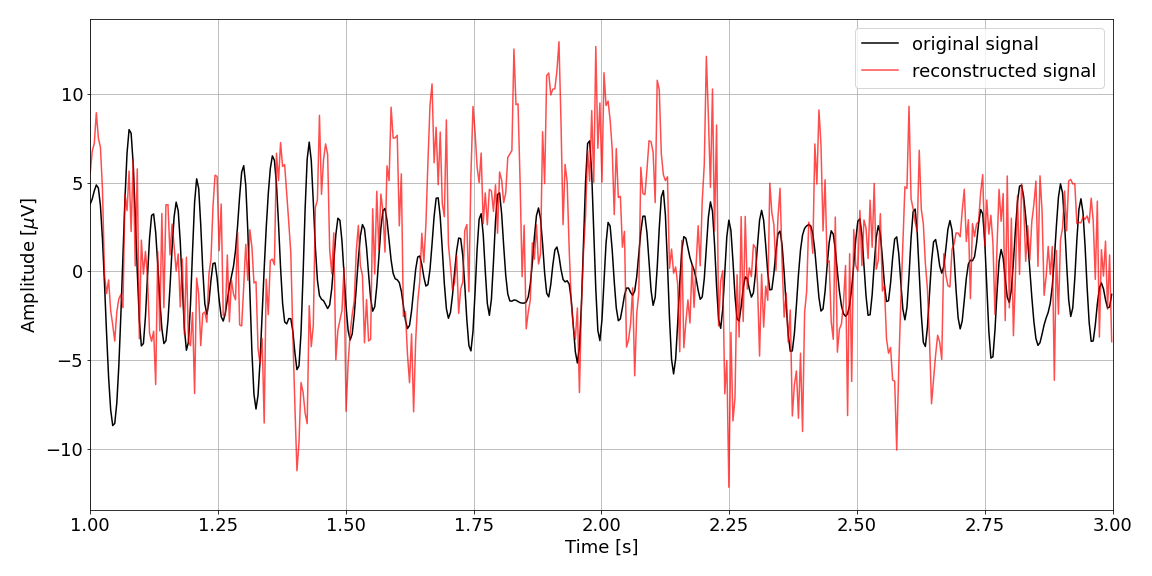 original signal
reconstructed signal
Amplitude [μV]
10
5
0
−5
−10
1.00 1.25 1.50 1.75 2.00 2.25 2.50 2.75 3.00
Time [s]